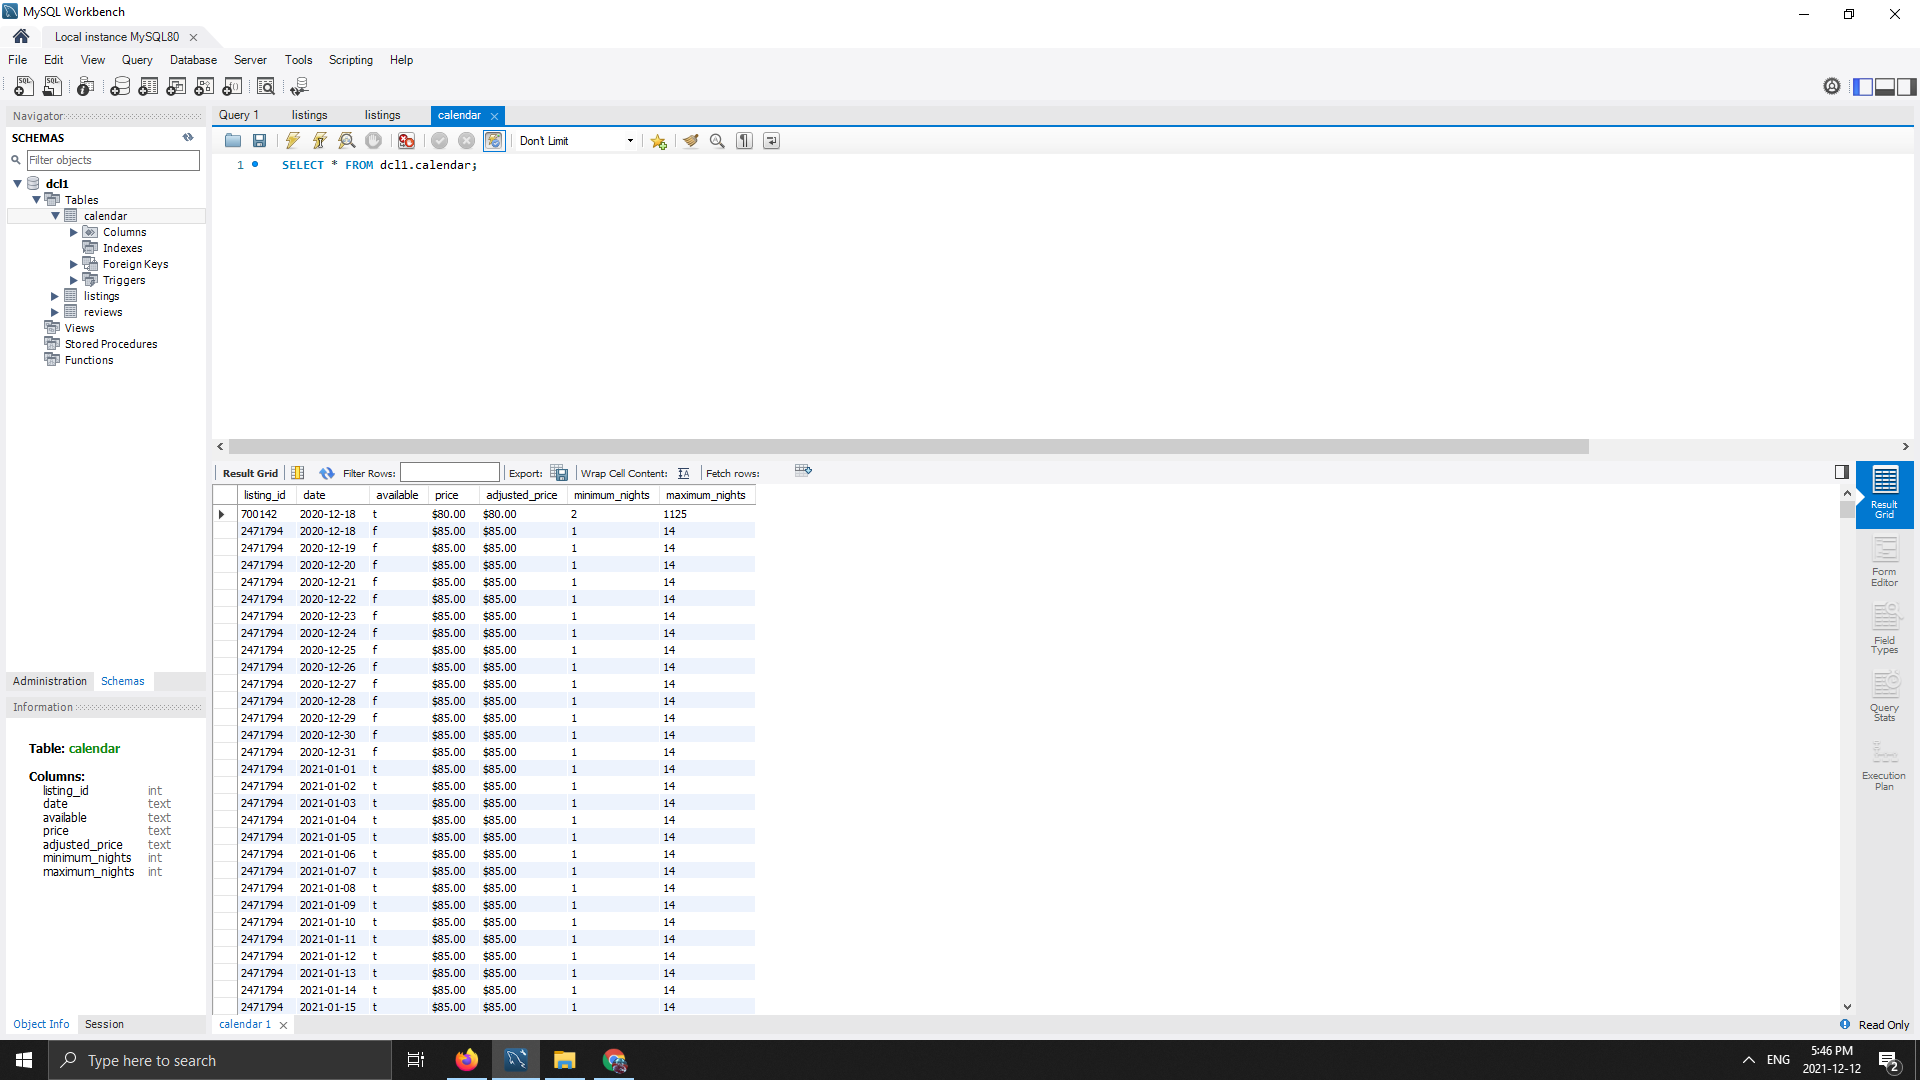 MySQL Workbench
Local instance MySQL80
File Edit View Query Database Server Tools Scripting Help
Navigator
SCHEMAS
Filter objects
dcl1
Tables
calendar
Columns
Indexes
Foreign Keys
Triggers
listings
reviews
Views
Stored Procedures
Functions
Administration Schemas
Information
Table: calendar
Columns:
listing_id int
date text
available text
price text
adjusted_price text
minimum_nights int
maximum_nights int
Object Info Session
Query 1 listings listings calendar
Don't Limit
1 SELECT * FROM dcl1.calendar;
Result Grid Filter Rows: Export: Wrap Cell Content: Fetch rows:
listing_id date available price adjusted_price minimum_nights maximum_nights
700142 2020-12-18 t $80.00 $80.00 2 1125
2471794 2020-12-18 f $85.00 $85.00 1 14
2471794 2020-12-19 f $85.00 $85.00 1 14
2471794 2020-12-20 f $85.00 $85.00 1 14
2471794 2020-12-21 f $85.00 $85.00 1 14
2471794 2020-12-22 f $85.00 $85.00 1 14
2471794 2020-12-23 f $85.00 $85.00 1 14
2471794 2020-12-24 f $85.00 $85.00 1 14
2471794 2020-12-25 f $85.00 $85.00 1 14
2471794 2020-12-26 f $85.00 $85.00 1 14
2471794 2020-12-27 f $85.00 $85.00 1 14
2471794 2020-12-28 f $85.00 $85.00 1 14
2471794 2020-12-29 f $85.00 $85.00 1 14
2471794 2020-12-30 f $85.00 $85.00 1 14
2471794 2020-12-31 f $85.00 $85.00 1 14
2471794 2021-01-01 t $85.00 $85.00 1 14
2471794 2021-01-02 t $85.00 $85.00 1 14
2471794 2021-01-03 t $85.00 $85.00 1 14
2471794 2021-01-04 t $85.00 $85.00 1 14
2471794 2021-01-05 t $85.00 $85.00 1 14
2471794 2021-01-06 t $85.00 $85.00 1 14
2471794 2021-01-07 t $85.00 $85.00 1 14
2471794 2021-01-08 t $85.00 $85.00 1 14
2471794 2021-01-09 t $85.00 $85.00 1 14
2471794 2021-01-10 t $85.00 $85.00 1 14
2471794 2021-01-11 t $85.00 $85.00 1 14
2471794 2021-01-12 t $85.00 $85.00 1 14
2471794 2021-01-13 t $85.00 $85.00 1 14
2471794 2021-01-14 t $85.00 $85.00 1 14
2471794 2021-01-15 t $85.00 $85.00 1 14
calendar 1
Result
Grid
Form
Editor
Field
Types
Query
Stats
Execution
Plan
Read Only
Type here to search
ENG
5:46 PM
2021-12-12
2